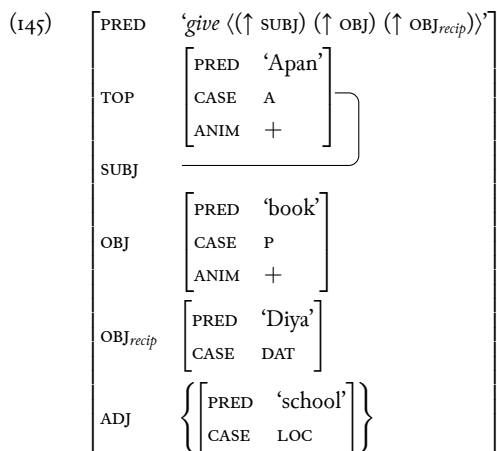 (145)
PRED ‘give ⟨(↑ SUBJ) (↑ OBJ) (↑ OBJrecip)⟩’
TOP
PRED ‘Apan’
CASE A
ANIM +
SUBJ
OBJ
PRED ‘book’
CASE P
ANIM +
OBJrecip
PRED ‘Diya’
CASE DAT
ADJ
PRED ‘school’
CASE LOC